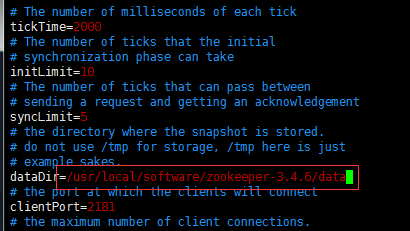 # The number of milliseconds of each tick
tickTime=2000
# The number of ticks that the initial
# synchronization phase can take
initLimit=10
# The number of ticks that can pass between
# sending a request and getting an acknowledgement
syncLimit=5
# the directory where the snapshot is stored.
# do not use /tmp for storage, /tmp here is just
# example sakes.
dataDir=/usr/local/software/zookeeper-3.4.6/data
# the port at which the clients will connect
clientPort=2181
# the maximum number of client connections.